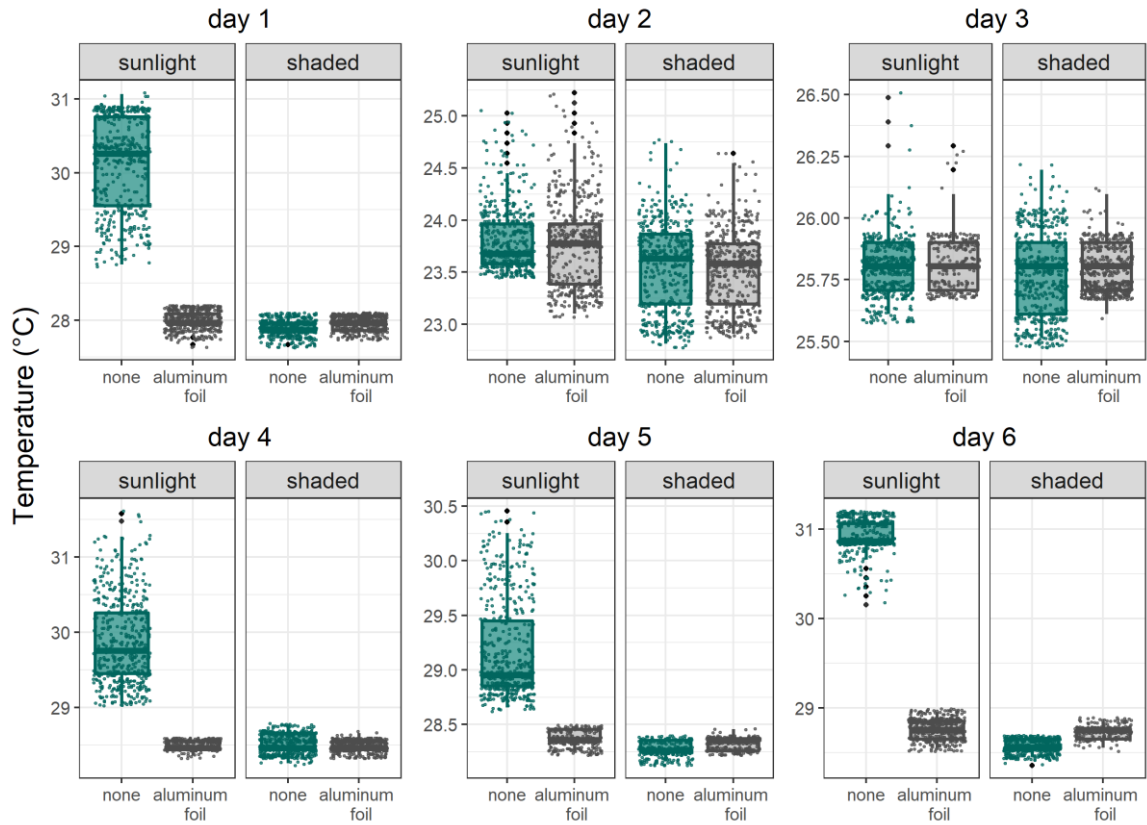 day 1
day 2
day 3
sunlight
shaded
sunlight
shaded
sunlight
shaded
31
30
29
28
25.0
24.5
24.0
23.5
23.0
26.50
26.25
26.00
25.75
25.50
none
aluminum
foil
none
aluminum
foil
none
aluminum
foil
none
aluminum
foil
none
aluminum
foil
none
aluminum
foil
Temperature (°C)
day 4
day 5
day 6
sunlight
shaded
sunlight
shaded
sunlight
shaded
31
30
29
30.5
30.0
29.5
29.0
28.5
31
30
29
none
aluminum
foil
none
aluminum
foil
none
aluminum
foil
none
aluminum
foil
none
aluminum
foil
none
aluminum
foil